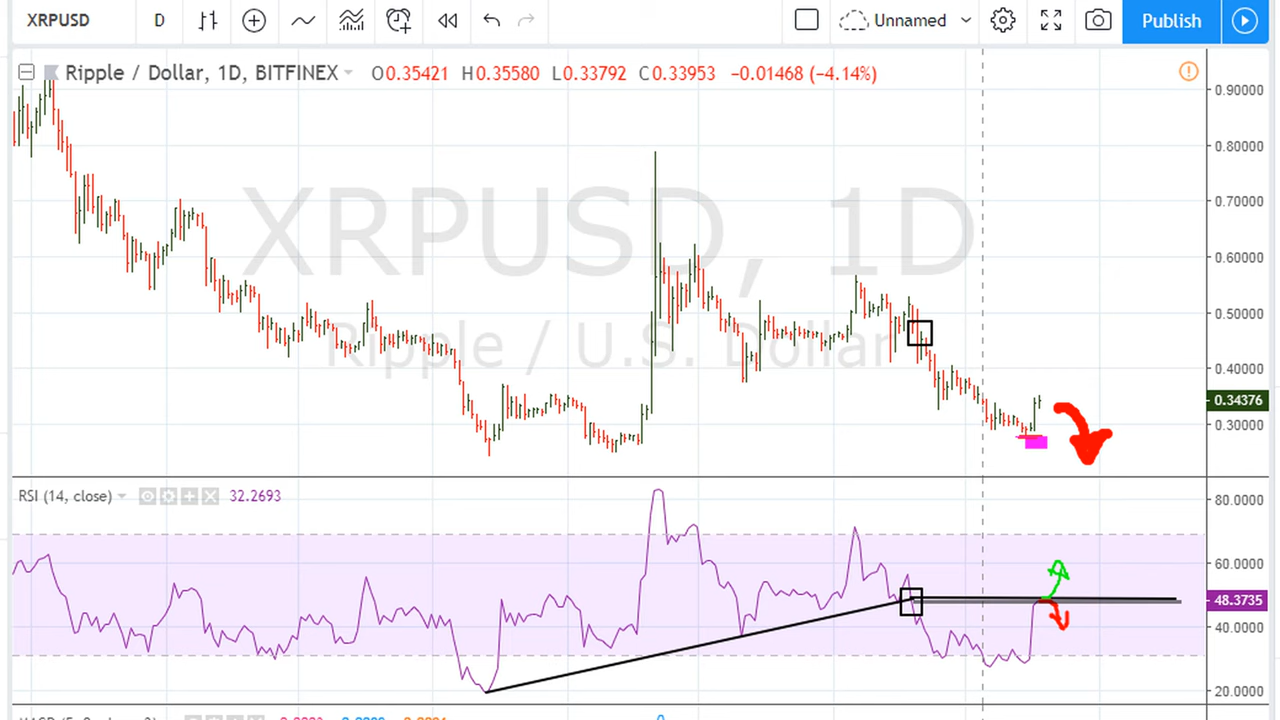 XRPUSD D Unnamed Publish
Ripple / Dollar, 1D, BITFINEX O0.35421 H0.35580 L0.33792 C0.33953 −0.01468 (−4.14%)
0.90000
0.80000
0.70000
XRPUSD, 1D
0.60000
0.50000
Ripple / U.S. Dollar
0.40000
0.34376
0.30000
RSI (14, close) 32.2693
80.0000
60.0000
48.3735
40.0000
20.0000